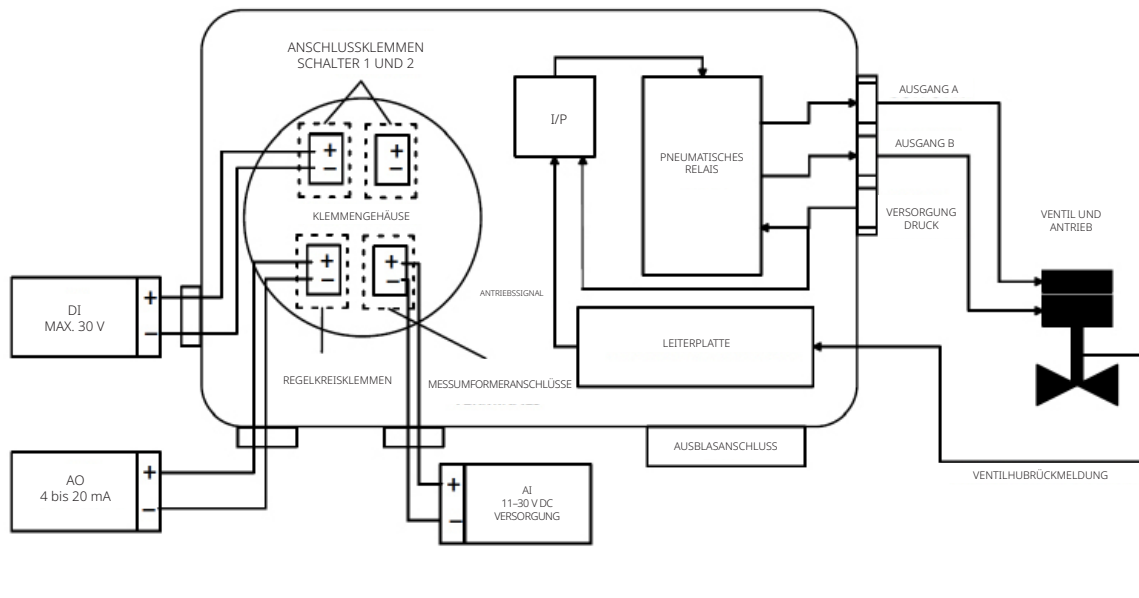 ANSCHLUSSKLEMMEN
SCHALTER 1 UND 2
+
+
−
−
KLEMMENGEHÄUSE
+
+
−
−
REGELKREISKLEMMEN
MESSUMFORMERANSCHLÜSSE
I/P
PNEUMATISCHES
RELAIS
ANTRIEBSSIGNAL
LEITERPLATTE
AUSGANG A
AUSGANG B
VERSORGUNG
DRUCK
VENTIL UND
ANTRIEB
DI
MAX. 30 V
+
−
AO
4 bis 20 mA
+
−
+
−
AI
11–30 V DC
VERSORGUNG
AUSBLASANSCHLUSS
VENTILHUBRÜCKMELDUNG